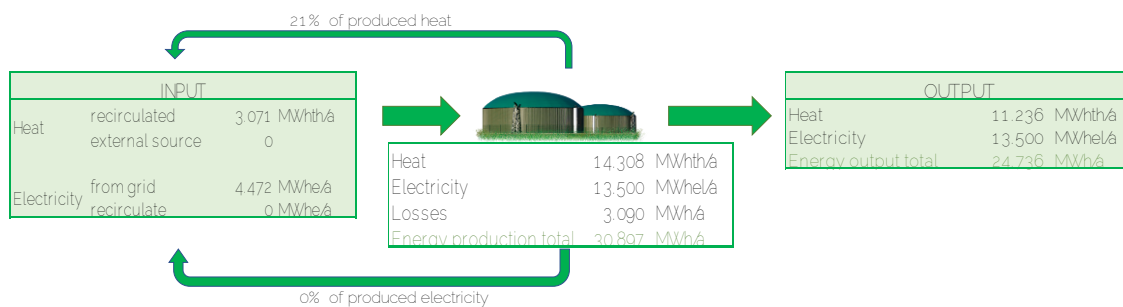 21% of produced heat
INPUT
Heat recirculated 3.071 MWhth/a
external source 0
Electricity from grid 4.472 MWhe/a
recirculate 0 MWhe/a
Heat 14.308 MWhth/a
Electricity 13.500 MWhel/a
Losses 3.090 MWh/a
Energy production total 30.897 MWh/a
OUTPUT
Heat 11.236 MWhth/a
Electricity 13.500 MWhel/a
Energy output total 24.736 MWh/a
0% of produced electricity